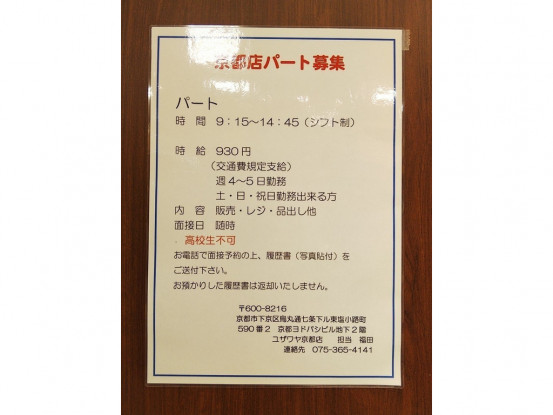 京都店パート募集
パート
時 間 9：15～14：45（シフト制）
時 給 930円
（交通費規定支給）
週4～5日勤務
土・日・祝日勤務出来る方
内 容 販売・レジ・品出し他
面接日 随時
高校生不可
お電話で面接予約の上、履歴書（写真貼付）を
ご送付下さい。
お預かりした履歴書は返却いたしません。
〒600-8216
京都市下京区烏丸通七条下ル東塩小路町
590番2 京都ヨドバシビル地下2階
ユザワヤ京都店 担当 福田
連絡先 075-365-4141